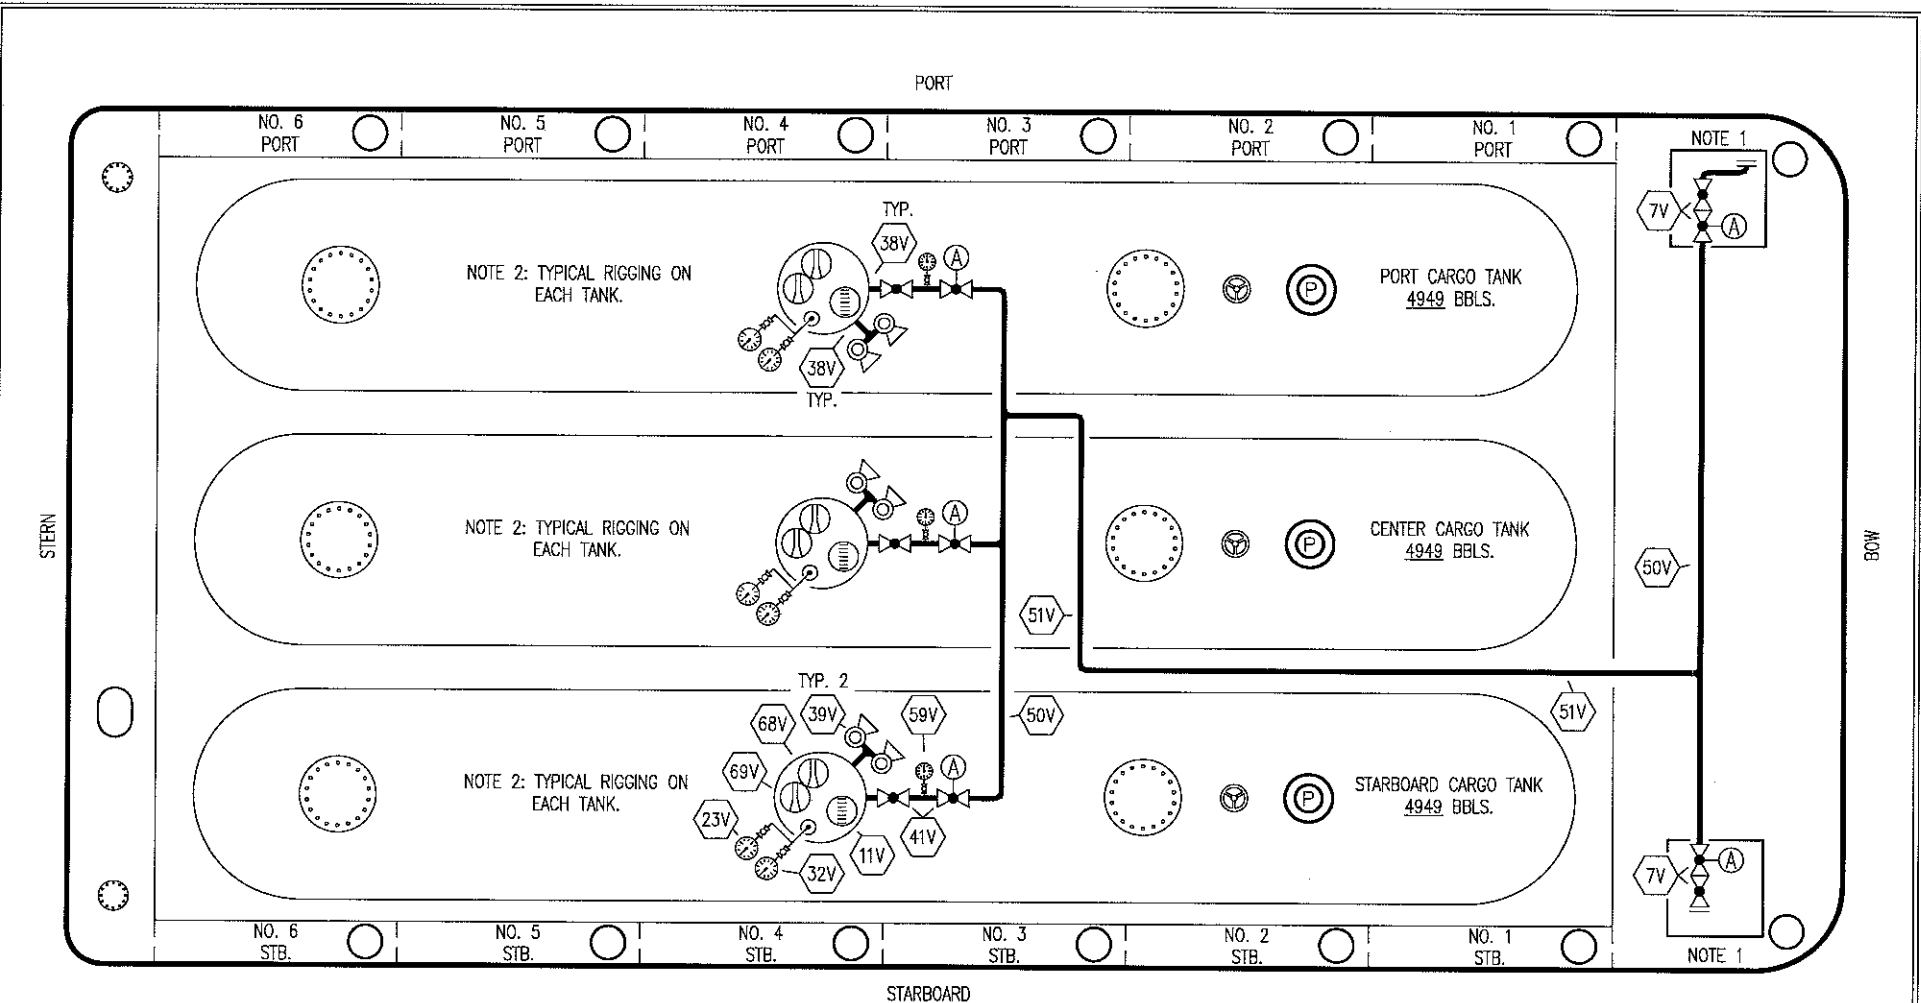 PORT
NO. 6
PORT
NO. 5
PORT
NO. 4
PORT
NO. 3
PORT
NO. 2
PORT
NO. 1
PORT
NOTE 1
7V
A
TYP.
38V
A
NOTE 2: TYPICAL RIGGING ON
EACH TANK.
38V
TYP.
P
PORT CARGO TANK
4949 BBLS.
STERN
NOTE 2: TYPICAL RIGGING ON
EACH TANK.
A
P
CENTER CARGO TANK
4949 BBLS.
50V
BOW
51V
TYP. 2
68V
39V
59V
50V
51V
69V
A
NOTE 2: TYPICAL RIGGING ON
EACH TANK.
23V
32V
11V
41V
P
STARBOARD CARGO TANK
4949 BBLS.
A
7V
NO. 6
STB.
NO. 5
STB.
NO. 4
STB.
NO. 3
STB.
NO. 2
STB.
NO. 1
STB.
NOTE 1
STARBOARD